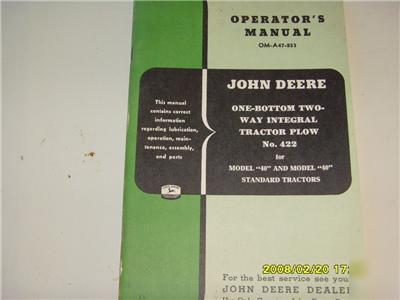 OPERATOR'S
MANUAL
OM-A47-853
This manual
contains correct
information
regarding lubrication,
operation, main-
tenance, assembly,
and parts
JOHN DEERE
ONE-BOTTOM TWO-
WAY INTEGRAL
TRACTOR PLOW
No. 422
for
MODEL "40" AND MODEL "40"
STANDARD TRACTORS
For the best service see you
JOHN DEERE DEALE
2008/02/20 17: